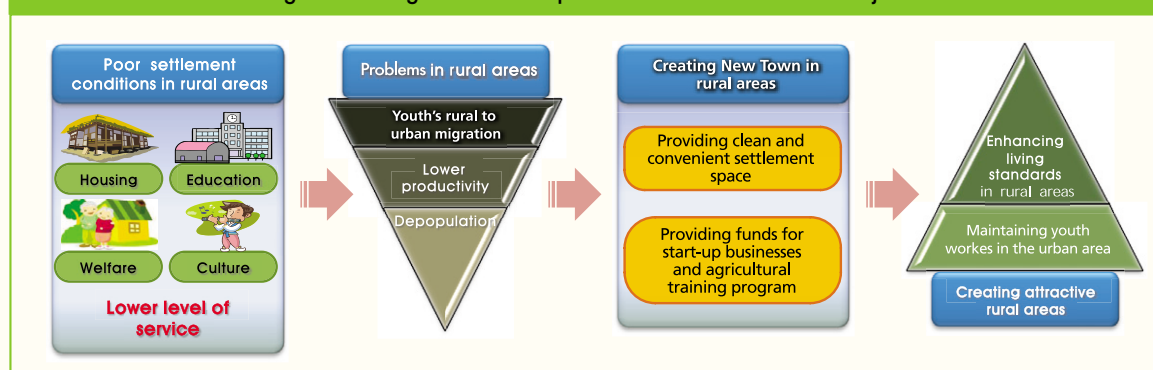 Poor settlement
conditions in rural areas
Housing
Education
Welfare
Culture
Lower level of
service
Problems in rural areas
Youth's rural to
urban migration
Lower
productivity
Depopulation
Creating New Town in
rural areas
Providing clean and
convenient settlement
space
Providing funds for
start-up businesses
and agricultural
training program
Enhancing
living
standards
in rural areas
Maintaining youth
workes in the urban area
Creating attractive
rural areas